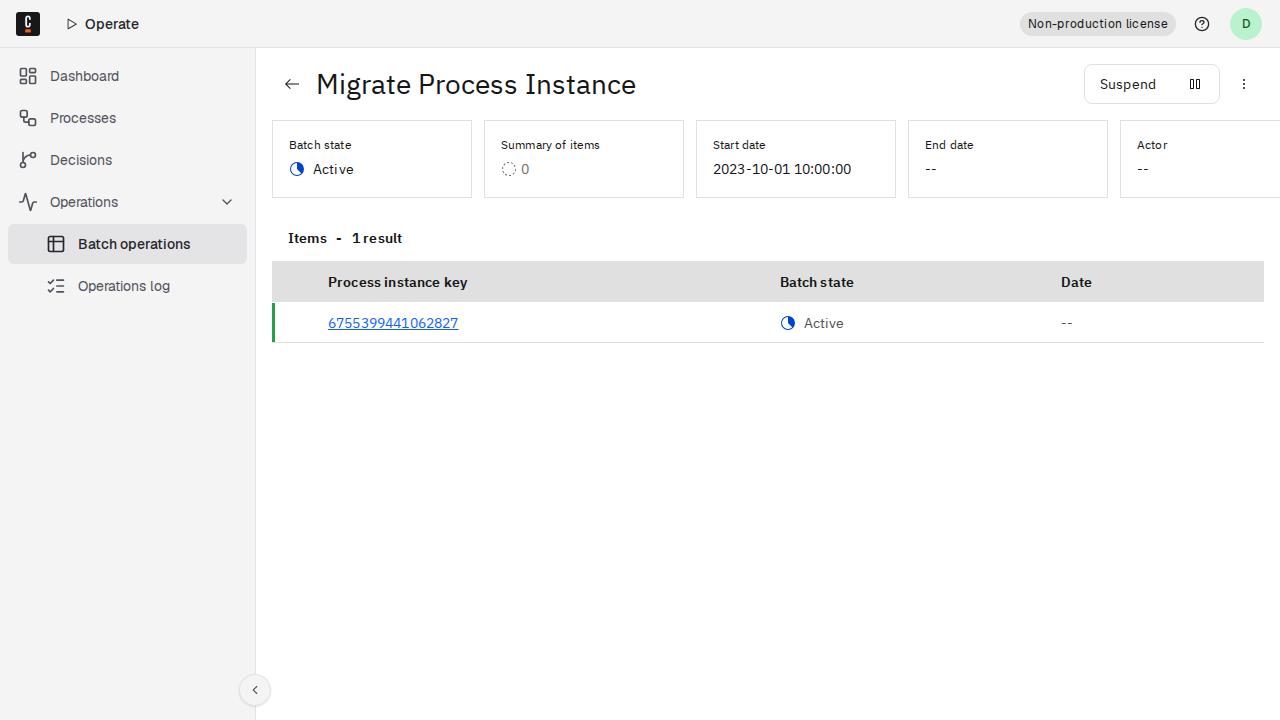 Operate
Non-production license
D
Dashboard
Processes
Decisions
Operations
Batch operations
Operations log
Migrate Process Instance
Suspend
Batch state
Active
Summary of items
0
Start date
2023-10-01 10:00:00
End date
--
Actor
--
Items - 1 result
Process instance key Batch state Date
6755399441062827 Active --